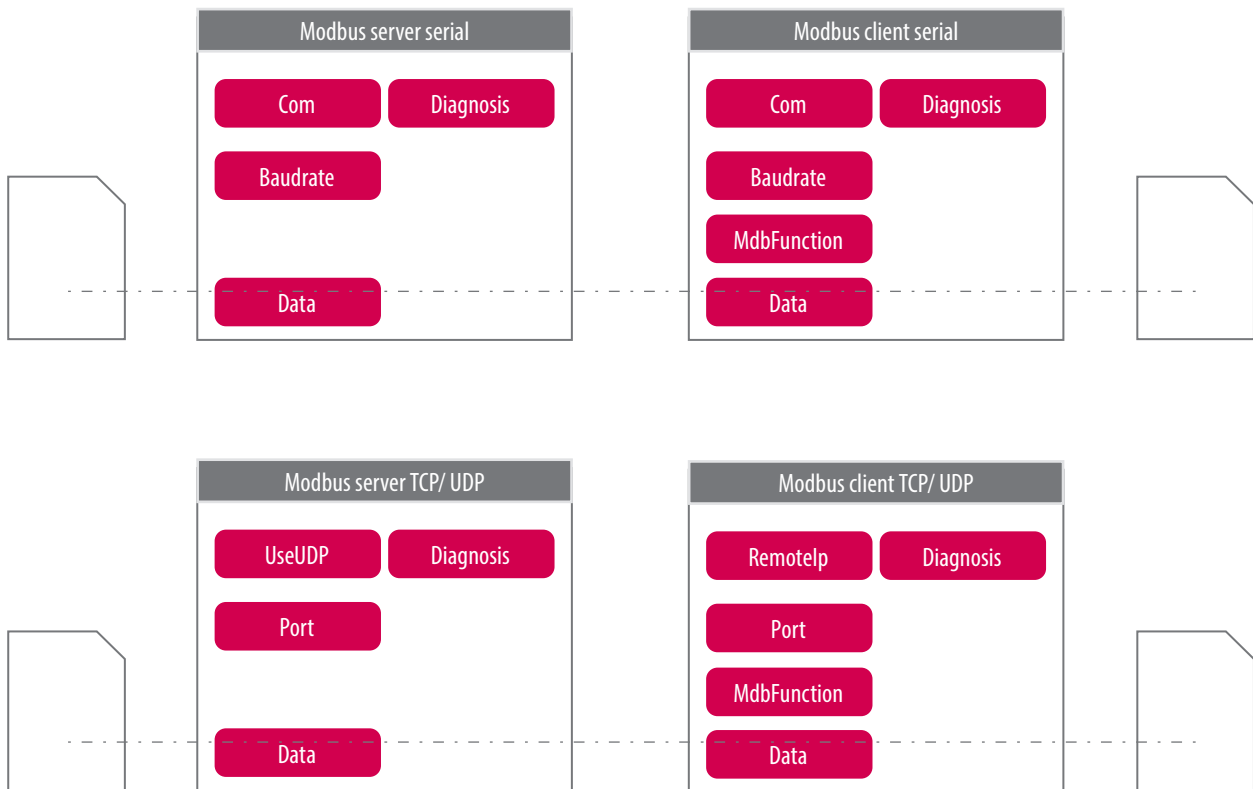 Modbus server serial
Com
Diagnosis
Baudrate
Data
Modbus client serial
Com
Diagnosis
Baudrate
MdbFunction
Data
Modbus server TCP/ UDP
UseUDP
Diagnosis
Port
Data
Modbus client TCP/ UDP
RemoteIp
Diagnosis
Port
MdbFunction
Data